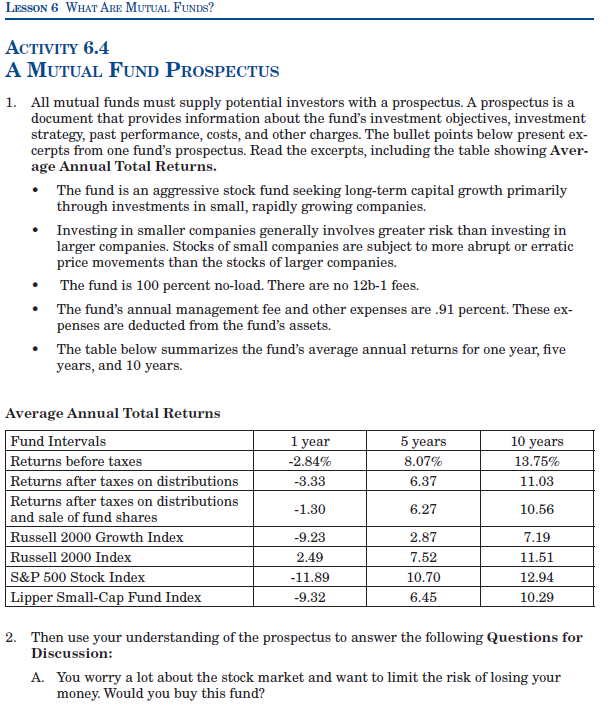 LESSON 6 WHAT ARE MUTUAL FUNDS?
ACTIVITY 6.4
A MUTUAL FUND PROSPECTUS
1. All mutual funds must supply potential investors with a prospectus. A prospectus is a
document that provides information about the fund's investment objectives, investment
strategy, past performance, costs, and other charges. The bullet points below present ex-
cerpts from one fund's prospectus. Read the excerpts, including the table showing Aver-
age Annual Total Returns.
• The fund is an aggressive stock fund seeking long-term capital growth primarily
through investments in small, rapidly growing companies.
• Investing in smaller companies generally involves greater risk than investing in
larger companies. Stocks of small companies are subject to more abrupt or erratic
price movements than the stocks of larger companies.
• The fund is 100 percent no-load. There are no 12b-1 fees.
• The fund's annual management fee and other expenses are .91 percent. These ex-
penses are deducted from the fund's assets.
• The table below summarizes the fund's average annual returns for one year, five
years, and 10 years.
Average Annual Total Returns
Fund Intervals 1 year 5 years 10 years
Returns before taxes -2.84% 8.07% 13.75%
Returns after taxes on distributions -3.33 6.37 11.03
Returns after taxes on distributions
and sale of fund shares -1.30 6.27 10.56
Russell 2000 Growth Index -9.23 2.87 7.19
Russell 2000 Index 2.49 7.52 11.51
S&P 500 Stock Index -11.89 10.70 12.94
Lipper Small-Cap Fund Index -9.32 6.45 10.29
2. Then use your understanding of the prospectus to answer the following Questions for
Discussion:
A. You worry a lot about the stock market and want to limit the risk of losing your
money. Would you buy this fund?